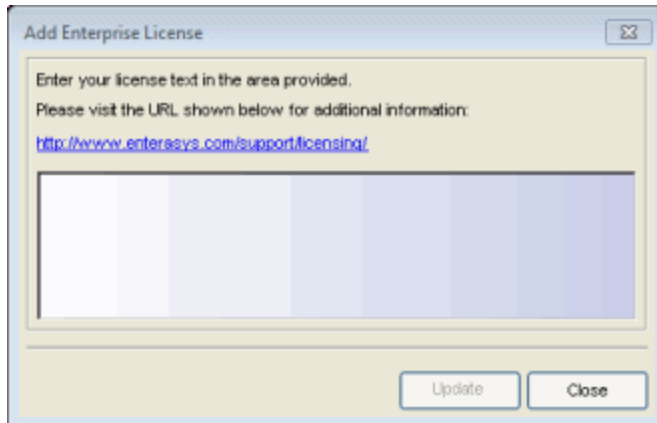 Add Enterprise License
Enter your license text in the area provided.
Please visit the URL shown below for additional information:
http://www.enterasys.com/support/licensing/
Update
Close